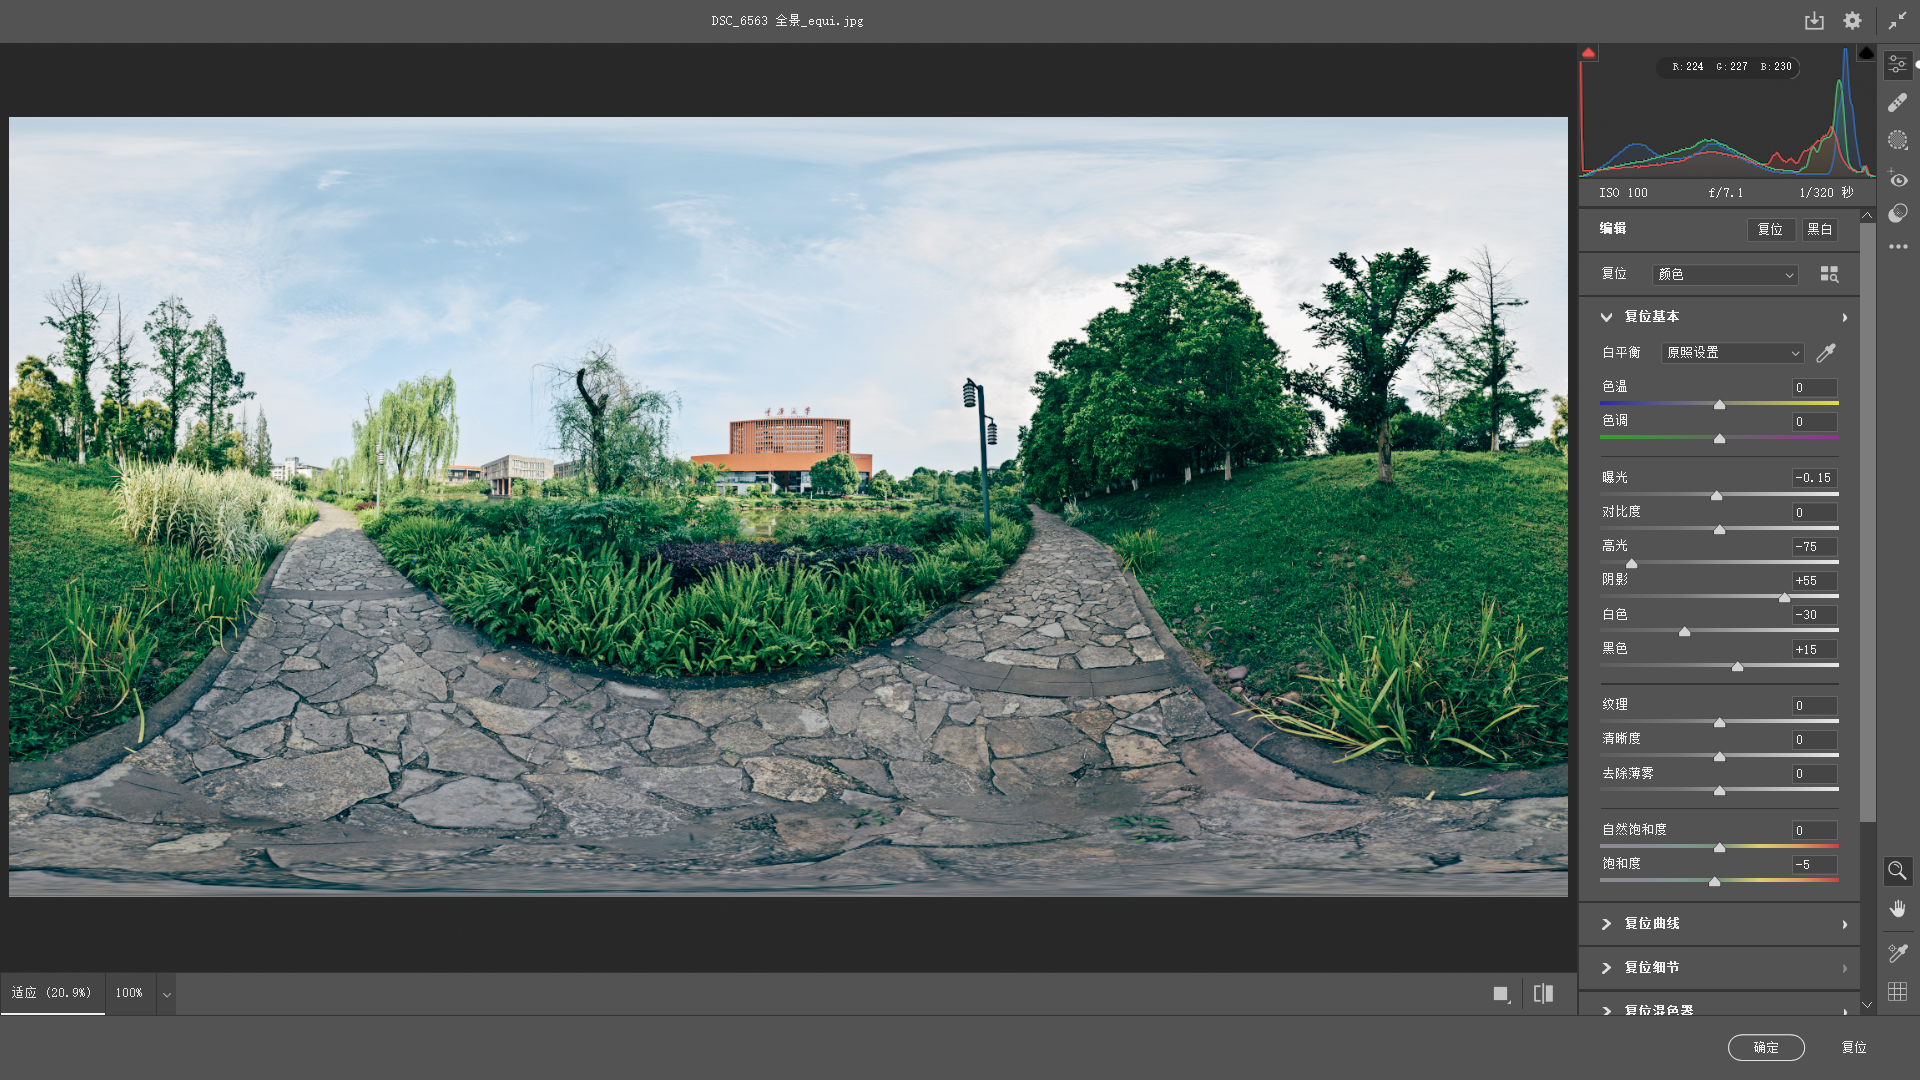 DSC_6563 全景_equi.jpg
R: 224 G: 227 B: 230
ISO 100 f/7.1 1/320 秒
编辑 复位 黑白
复位 颜色
复位基本
白平衡 原照设置
色温 0
色调 0
曝光 -0.15
对比度 0
高光 -75
阴影 +55
白色 -30
黑色 +15
纹理 0
清晰度 0
去除薄雾 0
自然饱和度 0
饱和度 -5
复位曲线
复位细节
复位混色器
适应 (20.9%) 100%
确定 复位